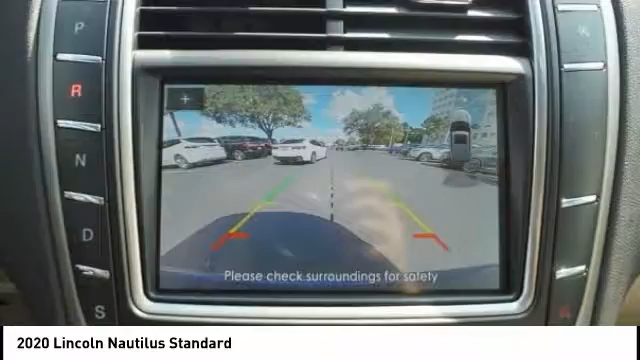 P
R
N
D
S
+
Please check surroundings for safety
2020 Lincoln Nautilus Standard